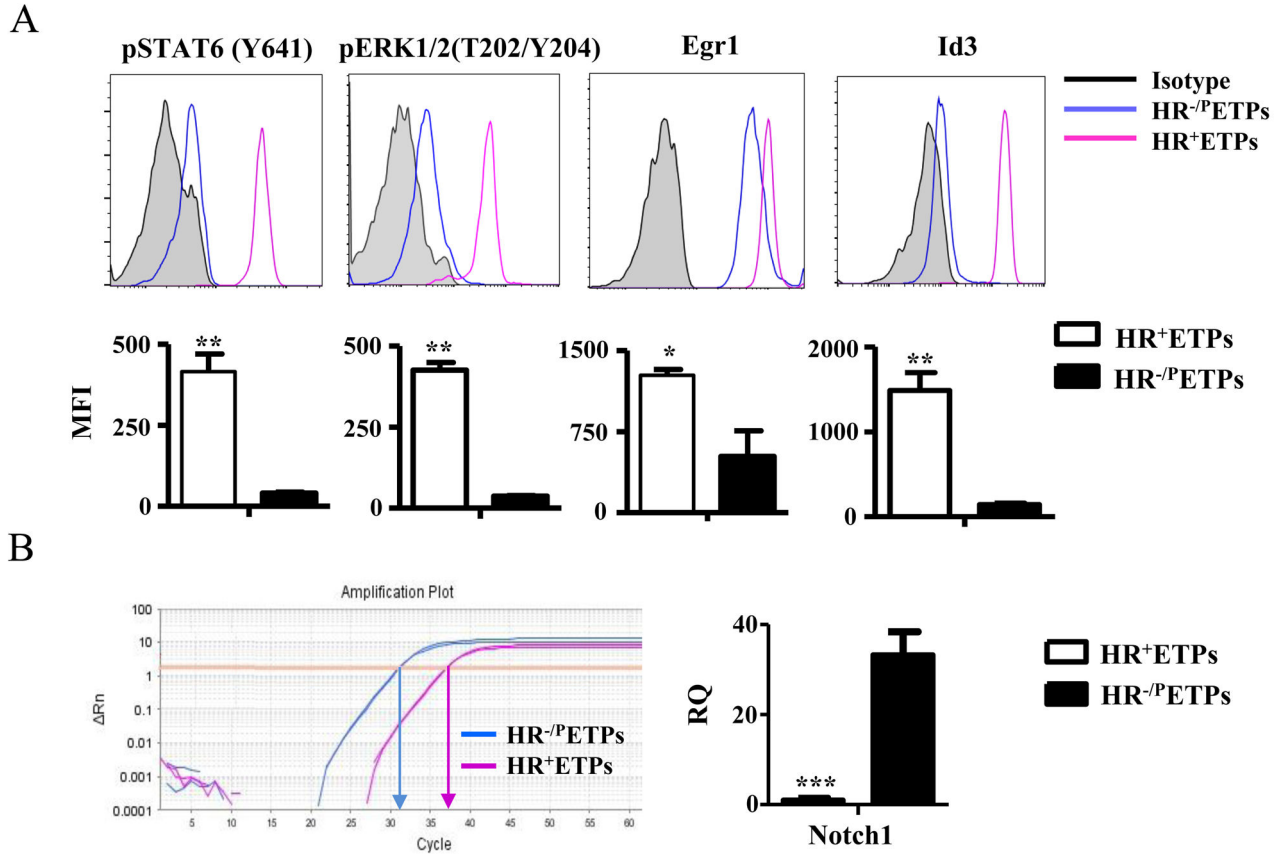 A
pSTAT6 (Y641) pERK1/2(T202/Y204) Egr1 Id3
Isotype
HR-/PETPs
HR+ETPs
MFI
500
250
0
**
500
250
0
**
1500
750
0
*
2000
1000
0
**
HR+ETPs
HR-/PETPs
B
Amplification Plot
ΔRn
100
10
1
0.1
0.01
0.001
0.0001
5 10 15 20 25 30 35 40 45 50 55 60
Cycle
HR-/PETPs
HR+ETPs
RQ
40
20
0
***
Notch1
HR+ETPs
HR-/PETPs